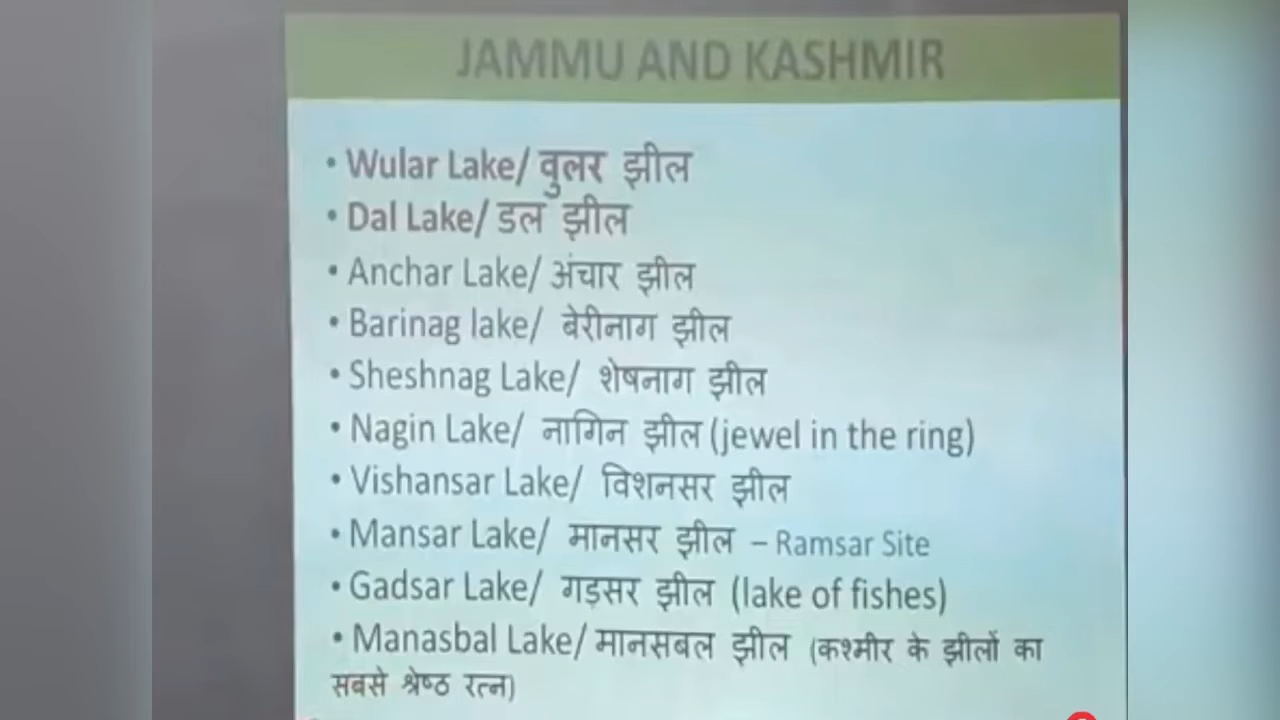 JAMMU AND KASHMIR
• Wular Lake/ वुलर झील
• Dal Lake/ डल झील
• Anchar Lake/ अंचार झील
• Barinag lake/ बेरीनाग झील
• Sheshnag Lake/ शेषनाग झील
• Nagin Lake/ नागिन झील (jewel in the ring)
• Vishansar Lake/ विशनसर झील
• Mansar Lake/ मानसर झील – Ramsar Site
• Gadsar Lake/ गड़सर झील (lake of fishes)
• Manasbal Lake/ मानसबल झील (कश्मीर के झीलों का
सबसे श्रेष्ठ रत्न)